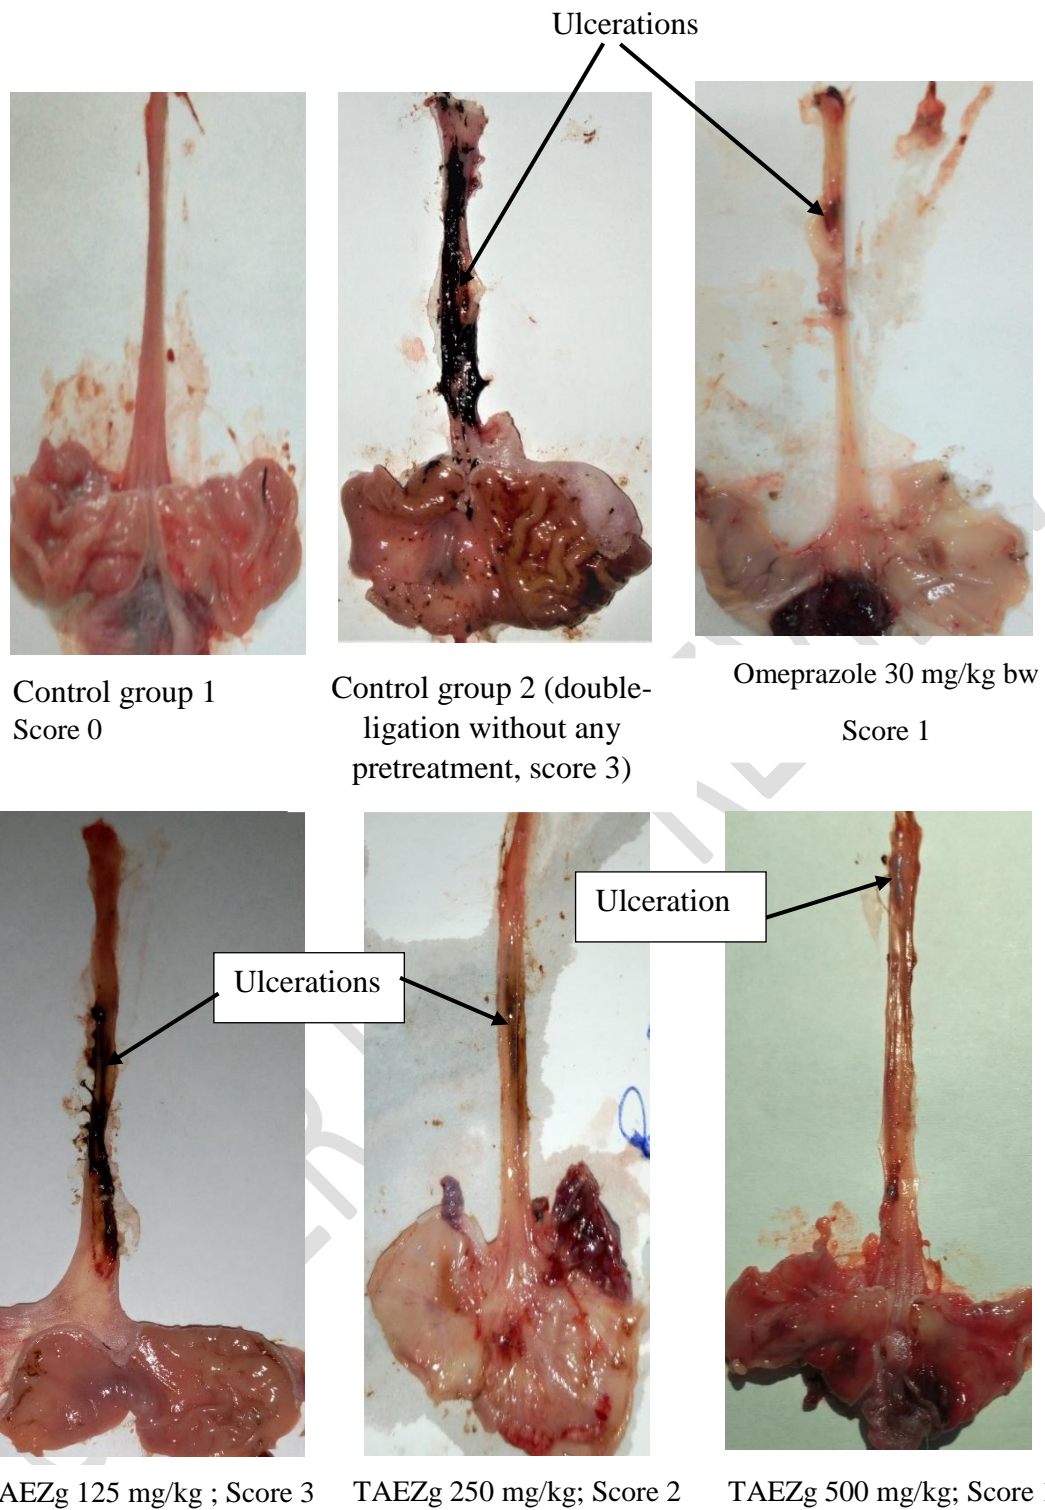 Ulcerations
Control group 1
Score 0
Control group 2 (double-
ligation without any
pretreatment, score 3)
Omeprazole 30 mg/kg bw
Score 1
Ulceration
Ulcerations
AEZg 125 mg/kg ; Score 3
TAEZg 250 mg/kg; Score 2
TAEZg 500 mg/kg; Score